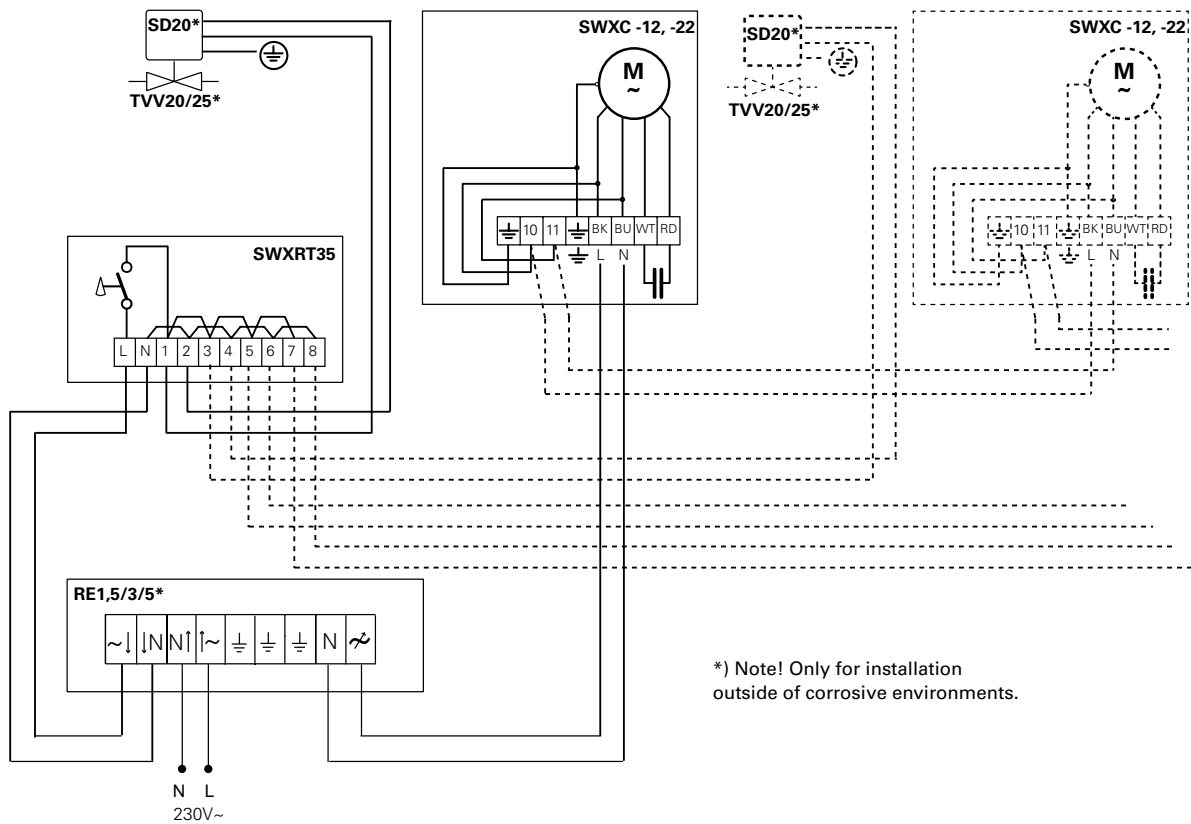 SD20*
TVV20/25*
SWXC -12, -22
M
~
10 11 BK BU WT RD
L N
SD20*
TVV20/25*
SWXC -12, -22
M
~
10 11 BK BU WT RD
L N
SWXRT35
L N 1 2 3 4 5 6 7 8
RE1,5/3/5*
~↓ ↓N N↑ ↑~ N ~
*) Note! Only for installation
outside of corrosive environments.
N L
230V~